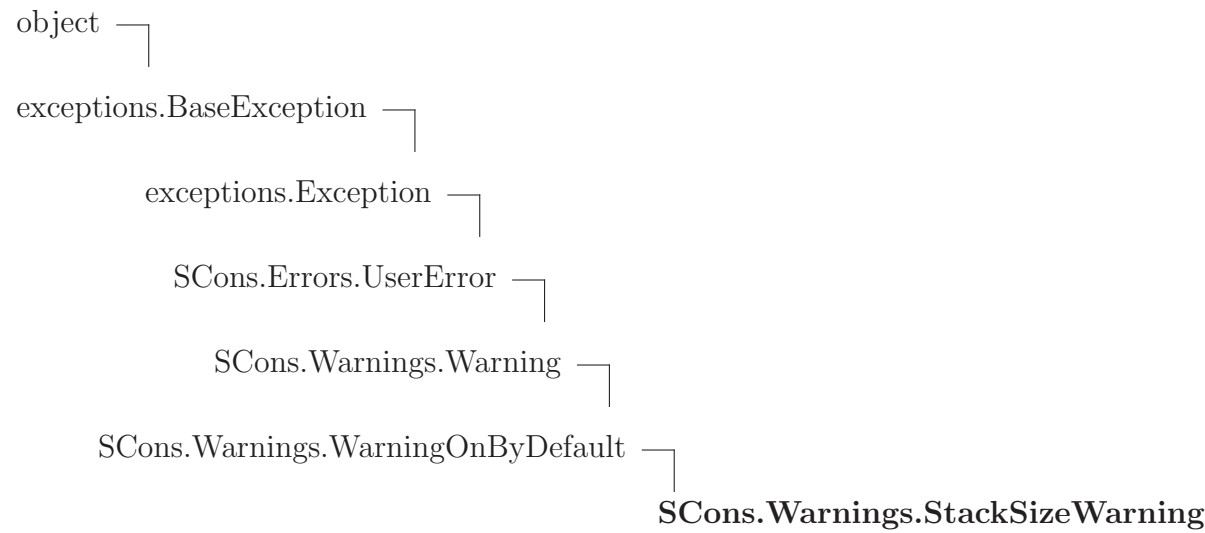 object
exceptions.BaseException
exceptions.Exception
SCons.Errors.UserError
SCons.Warnings.Warning
SCons.Warnings.WarningOnByDefault
SCons.Warnings.StackSizeWarning